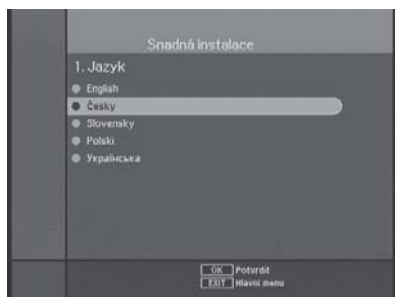 Snadná instalace
1. Jazyk
English
Česky
Slovensky
Polski
Українська
OK Potvrdit
EXIT Hlavní menu